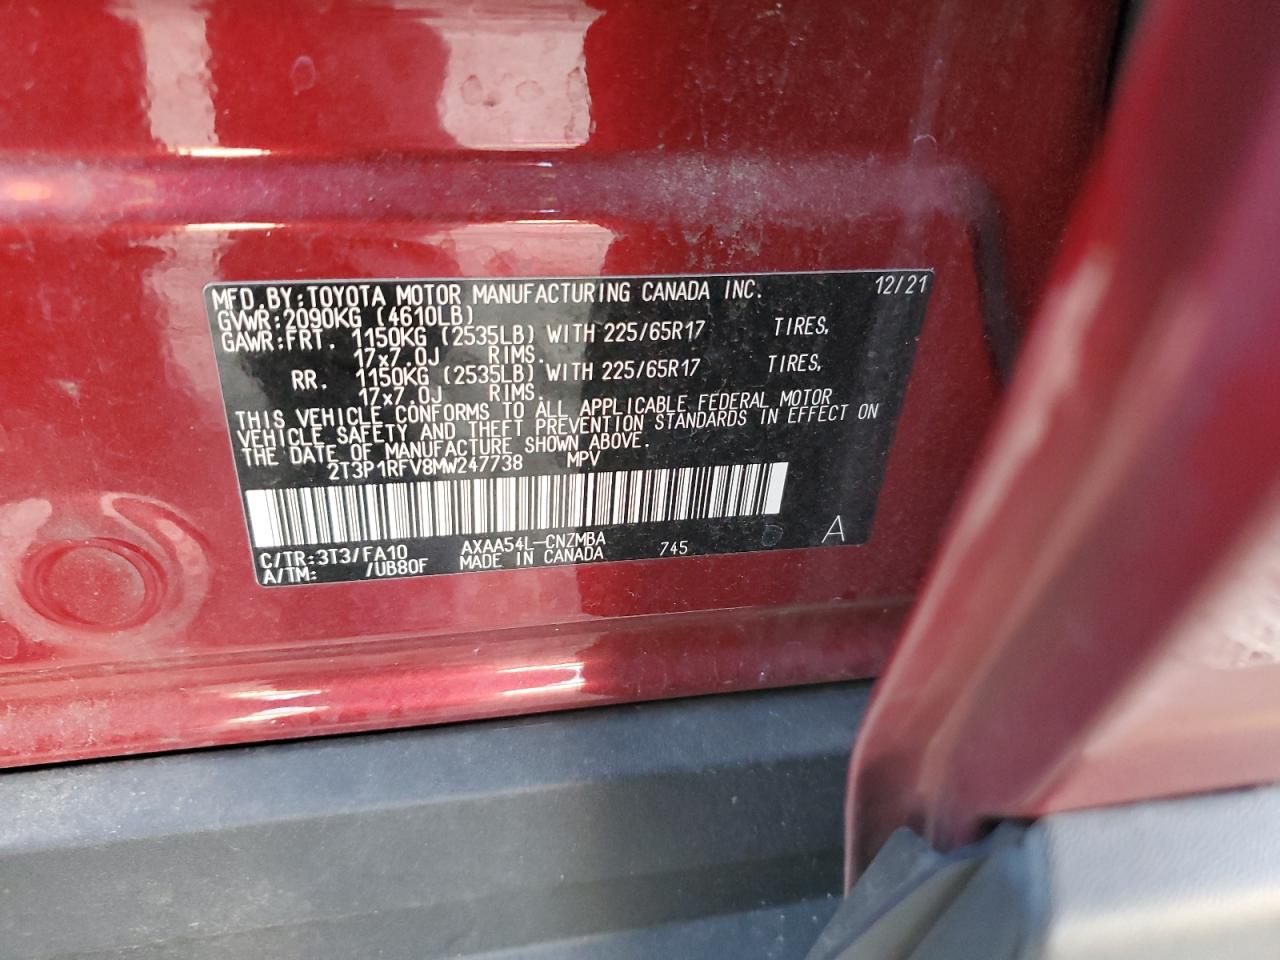 MFD.BY:TOYOTA MOTOR MANUFACTURING CANADA INC. 12/21
GVWR:2090KG (4610LB)
GAWR:FRT. 1150KG (2535LB) WITH 225/65R17 TIRES,
17x7.0J RIMS.
RR. 1150KG (2535LB) WITH 225/65R17 TIRES,
17x7.0J RIMS.
THIS VEHICLE CONFORMS TO ALL APPLICABLE FEDERAL MOTOR
VEHICLE SAFETY AND THEFT PREVENTION STANDARDS IN EFFECT ON
THE DATE OF MANUFACTURE SHOWN ABOVE.
2T3P1RFV8MW247738 MPV
C/TR:3T3/FA10 AXAA54L-CNZMBA 745 A
A/TM: /UB80F MADE IN CANADA